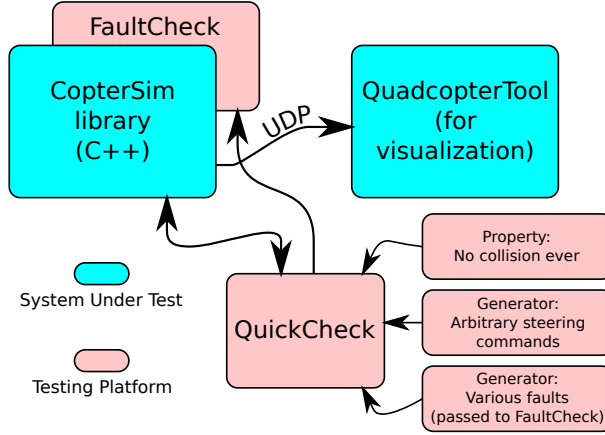 FaultCheck
CopterSim
library
(C++)
UDP
QuadcopterTool
(for
visualization)
Property:
No collision ever
System Under Test
QuickCheck
Generator:
Arbitrary steering
commands
Testing Platform
Generator:
Various faults
(passed to FaultCheck)